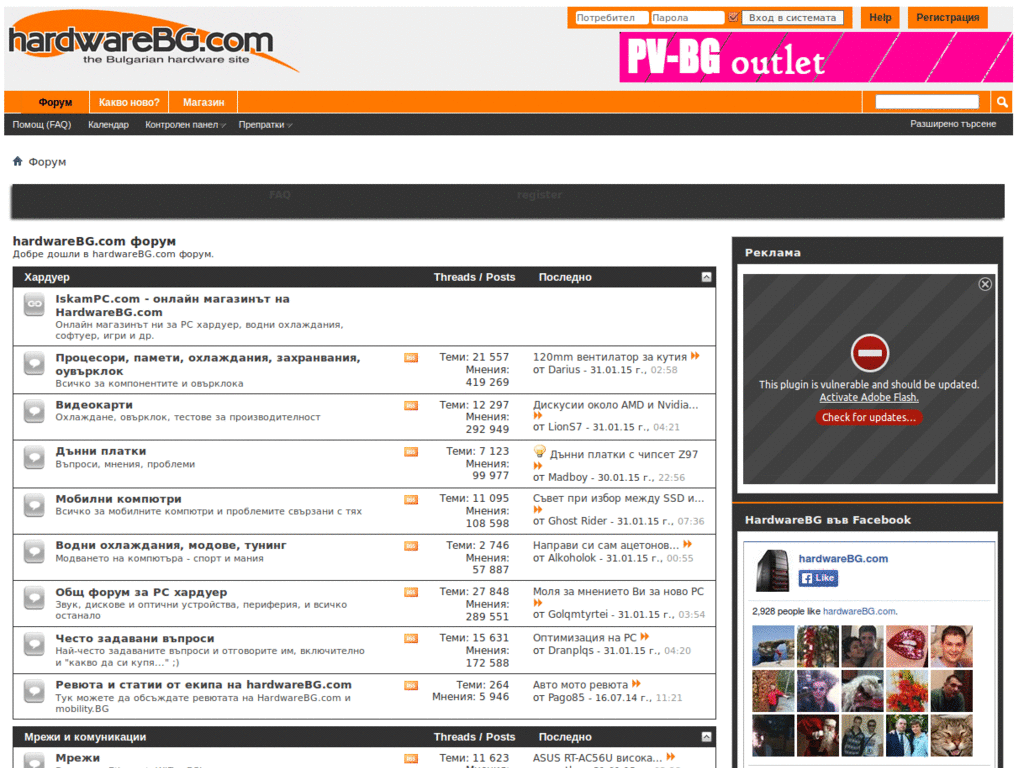 hardwareBG.com
the Bulgarian hardware site
Потребител Парола Вход в системата Help Регистрация
PV-BG outlet
Форум Какво ново? Магазин
Помощ (FAQ) Календар Контролен панел Препратки Разширено търсене
Форум
FAQ register
hardwareBG.com форум
Добре дошли в hardwareBG.com форум.
Хардуер Threads / Posts Последно
IskamPC.com - онлайн магазинът на
HardwareBG.com
Онлайн магазинът ни за PC хардуер, водни охлаждания,
софтуер, игри и др.
Процесори, памети, охлаждания, захранвания,
оувърклок
Всичко за компонентите и овърклока
Теми: 21 557
Мнения:
419 269
120mm вентилатор за кутия
от Darius - 31.01.15 г., 02:58
Видеокарти
Охлаждане, овърклок, тестове за производителност
Теми: 12 297
Мнения:
292 949
Дискусии около AMD и Nvidia...
от LionS7 - 31.01.15 г., 04:21
Дънни платки
Въпроси, мнения, проблеми
Теми: 7 123
Мнения:
99 977
Дънни платки с чипсет Z97
от Madboy - 30.01.15 г., 22:56
Мобилни компютри
Всичко за мобилните компютри и проблемите свързани с тях
Теми: 11 095
Мнения:
108 598
Съвет при избор между SSD и...
от Ghost Rider - 31.01.15 г., 07:36
Водни охлаждания, модове, тунинг
Модването на компютъра - спорт и мания
Теми: 2 746
Мнения:
57 887
Направи си сам ацетонов...
от Alkoholok - 31.01.15 г., 00:55
Общ форум за PC хардуер
Звук, дискове и оптични устройства, периферия, и всичко
останало
Теми: 27 848
Мнения:
289 551
Моля за мнението Ви за ново PC
от Golqmtyrtei - 31.01.15 г., 03:54
Често задавани въпроси
Най-често задаваните въпроси и отговорите им, включително
и "какво да си купя..." ;)
Теми: 15 631
Мнения:
172 588
Оптимизация на PC
от Dranplqs - 31.01.15 г., 04:20
Ревюта и статии от екипа на hardwareBG.com
Тук можете да обсъждате ревютата на HardwareBG.com и
mobility.BG
Теми: 264
Мнения: 5 946
Авто мото ревюта
от Pago85 - 16.07.14 г., 11:21
Мрежи и комуникации Threads / Posts Последно
Мрежи
Теми: 11 623
ASUS RT-AC56U висока...
Реклама
This plugin is vulnerable and should be updated.
Activate Adobe Flash.
Check for updates...
HardwareBG във Facebook
hardwareBG.com
Like
2,928 people like hardwareBG.com.